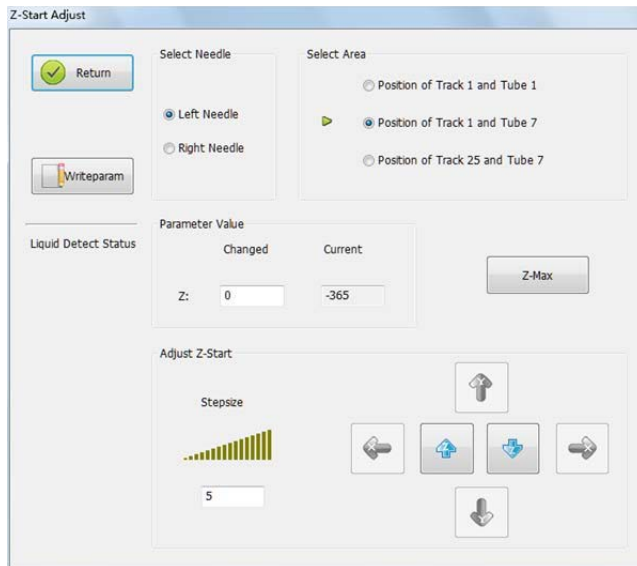 Z-Start Adjust
Return
Writeparam
Liquid Detect Status
Select Needle
Left Needle
Right Needle
Select Area
Position of Track 1 and Tube 1
Position of Track 1 and Tube 7
Position of Track 25 and Tube 7
Parameter Value
Changed Current
Z: 0 -365
Z-Max
Adjust Z-Start
Stepsize
5
Y
X Z Z X
Y